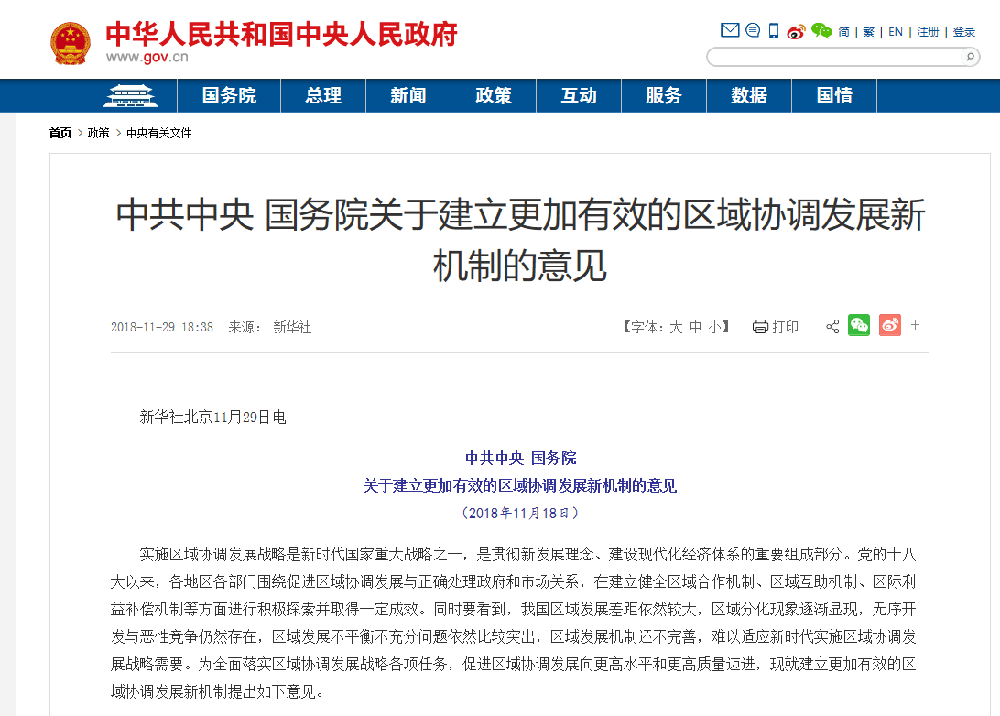 中华人民共和国中央人民政府
www.gov.cn
简 | 繁 | EN | 注册 | 登录
国务院 总理 新闻 政策 互动 服务 数据 国情
首页 > 政策 > 中央有关文件
中共中央 国务院关于建立更加有效的区域协调发展新
机制的意见
2018-11-29 18:38 来源: 新华社 【字体: 大 中 小】 打印 +
新华社北京11月29日电
中共中央 国务院
关于建立更加有效的区域协调发展新机制的意见
（2018年11月18日）
实施区域协调发展战略是新时代国家重大战略之一，是贯彻新发展理念、建设现代化经济体系的重要组成部分。党的十八
大以来，各地区各部门围绕促进区域协调发展与正确处理政府和市场关系，在建立健全区域合作机制、区域互助机制、区际利
益补偿机制等方面进行积极探索并取得一定成效。同时要看到，我国区域发展差距依然较大，区域分化现象逐渐显现，无序开
发与恶性竞争仍然存在，区域发展不平衡不充分问题依然比较突出，区域发展机制还不完善，难以适应新时代实施区域协调发
展战略需要。为全面落实区域协调发展战略各项任务，促进区域协调发展向更高水平和更高质量迈进，现就建立更加有效的区
域协调发展新机制提出如下意见。